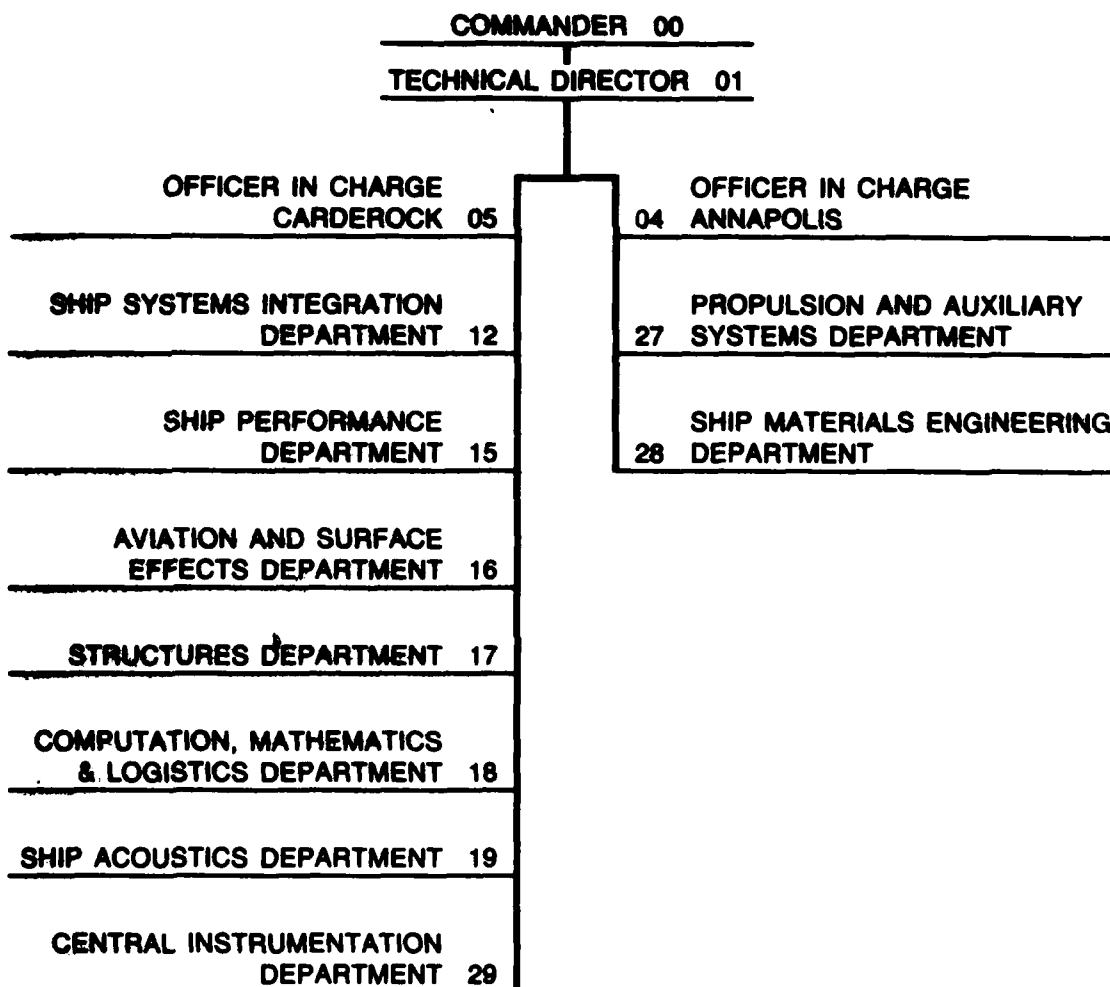 COMMANDER 00
TECHNICAL DIRECTOR 01
OFFICER IN CHARGE
CARDEROCK 05
OFFICER IN CHARGE
04 ANNAPOLIS
SHIP SYSTEMS INTEGRATION
DEPARTMENT 12
PROPULSION AND AUXILIARY
27 SYSTEMS DEPARTMENT
SHIP PERFORMANCE
DEPARTMENT 15
SHIP MATERIALS ENGINEERING
28 DEPARTMENT
AVIATION AND SURFACE
EFFECTS DEPARTMENT 16
STRUCTURES DEPARTMENT 17
COMPUTATION, MATHEMATICS
& LOGISTICS DEPARTMENT 18
SHIP ACOUSTICS DEPARTMENT 19
CENTRAL INSTRUMENTATION
DEPARTMENT 29